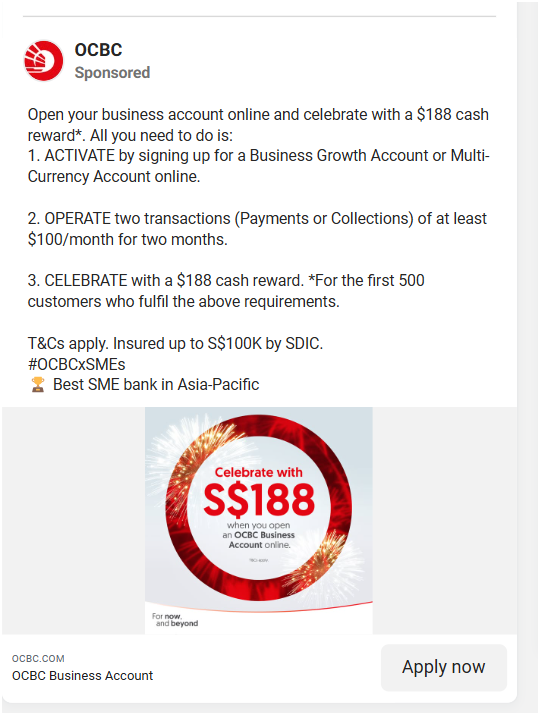 OCBC
Sponsored
Open your business account online and celebrate with a $188 cash
reward*. All you need to do is:
1. ACTIVATE by signing up for a Business Growth Account or Multi-
Currency Account online.
2. OPERATE two transactions (Payments or Collections) of at least
$100/month for two months.
3. CELEBRATE with a $188 cash reward. *For the first 500
customers who fulfil the above requirements.
T&Cs apply. Insured up to S$100K by SDIC.
#OCBCxSMEs
🏆 Best SME bank in Asia-Pacific
Celebrate with
S$188
when you open
an OCBC Business
Account online.
For now,
and beyond
OCBC.COM
OCBC Business Account
Apply now